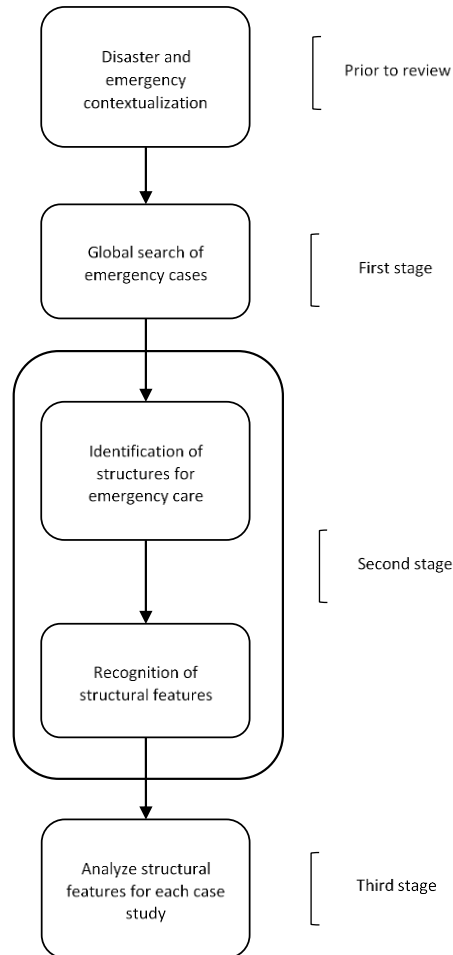 Disaster and
emergency
contextualization
Prior to review
Global search of
emergency cases
First stage
Identification of
structures for
emergency care
Second stage
Recognition of
structural features
Analyze structural
features for each case
study
Third stage